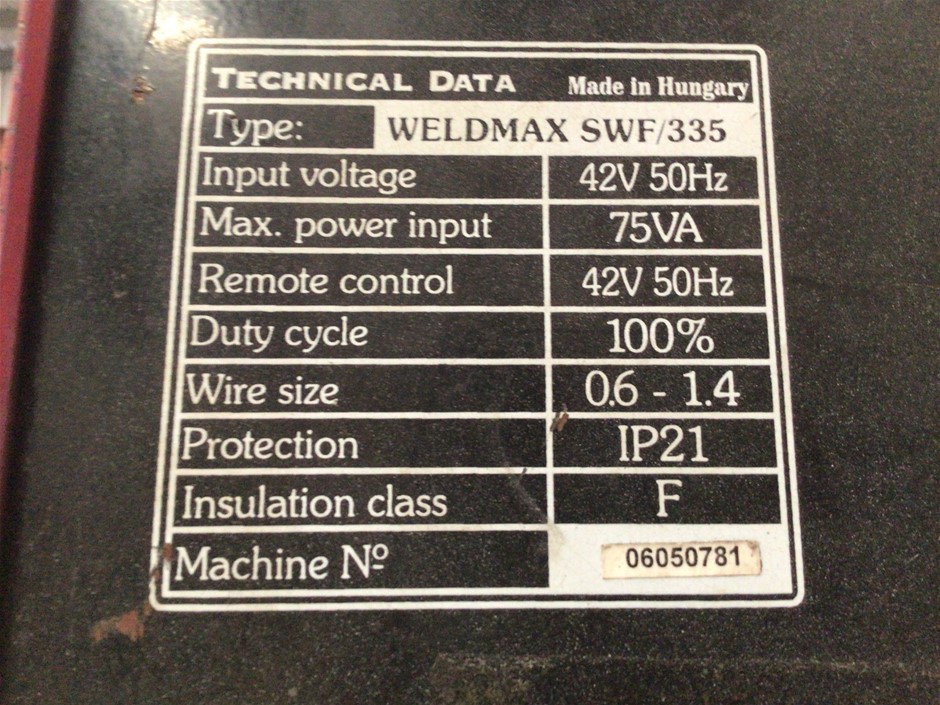 TECHNICAL DATA Made in Hungary
Type: WELDMAX SWF/335
Input voltage 42V 50Hz
Max. power input 75VA
Remote control 42V 50Hz
Duty cycle 100%
Wire size 0.6 - 1.4
Protection IP21
Insulation class F
Machine Nº 06050781